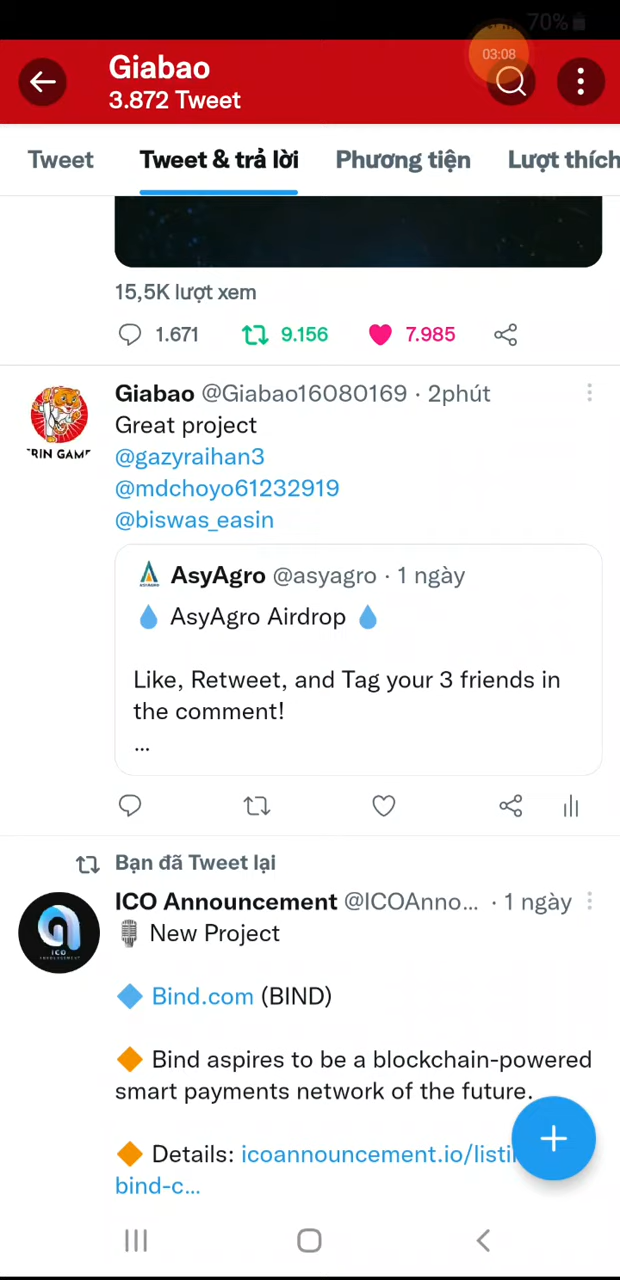 70%
03:08
Giabao
3.872 Tweet
Tweet
Tweet & trả lời
Phương tiện
Lượt thích
15,5K lượt xem
1.671
9.156
7.985
Giabao @Giabao16080169 · 2phút
Great project
@gazyraihan3
@mdchoyo61232919
@biswas_easin
AsyAgro @asyagro · 1 ngày
AsyAgro Airdrop
Like, Retweet, and Tag your 3 friends in
the comment!
...
Bạn đã Tweet lại
ICO Announcement @ICOAnno... · 1 ngày
New Project
Bind.com (BIND)
Bind aspires to be a blockchain-powered
smart payments network of the future.
Details: icoannouncement.io/listi
bind-c...